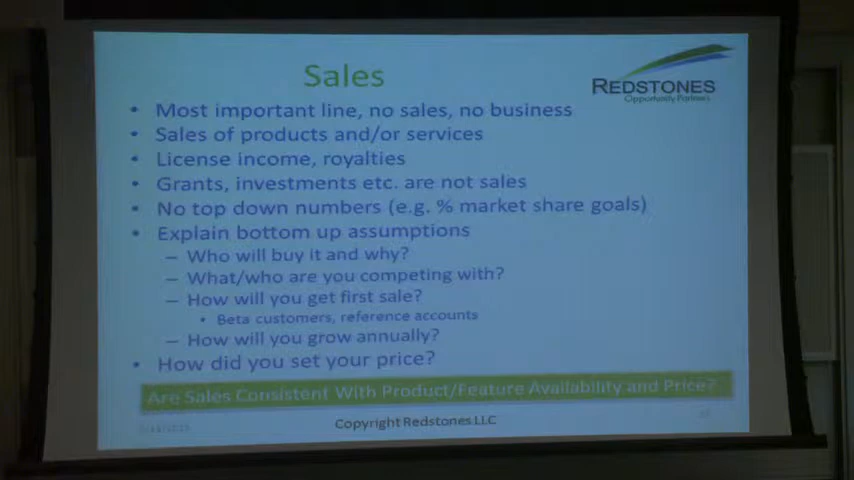 Sales
REDSTONES
Opportunity Partners
• Most important line, no sales, no business
• Sales of products and/or services
• License income, royalties
• Grants, investments etc. are not sales
• No top down numbers (e.g. % market share goals)
• Explain bottom up assumptions
– Who will buy it and why?
– What/who are you competing with?
– How will you get first sale?
• Beta customers, reference accounts
– How will you grow annually?
• How did you set your price?
Are Sales Consistent With Product/Feature Availability and Price?
Copyright Redstones LLC